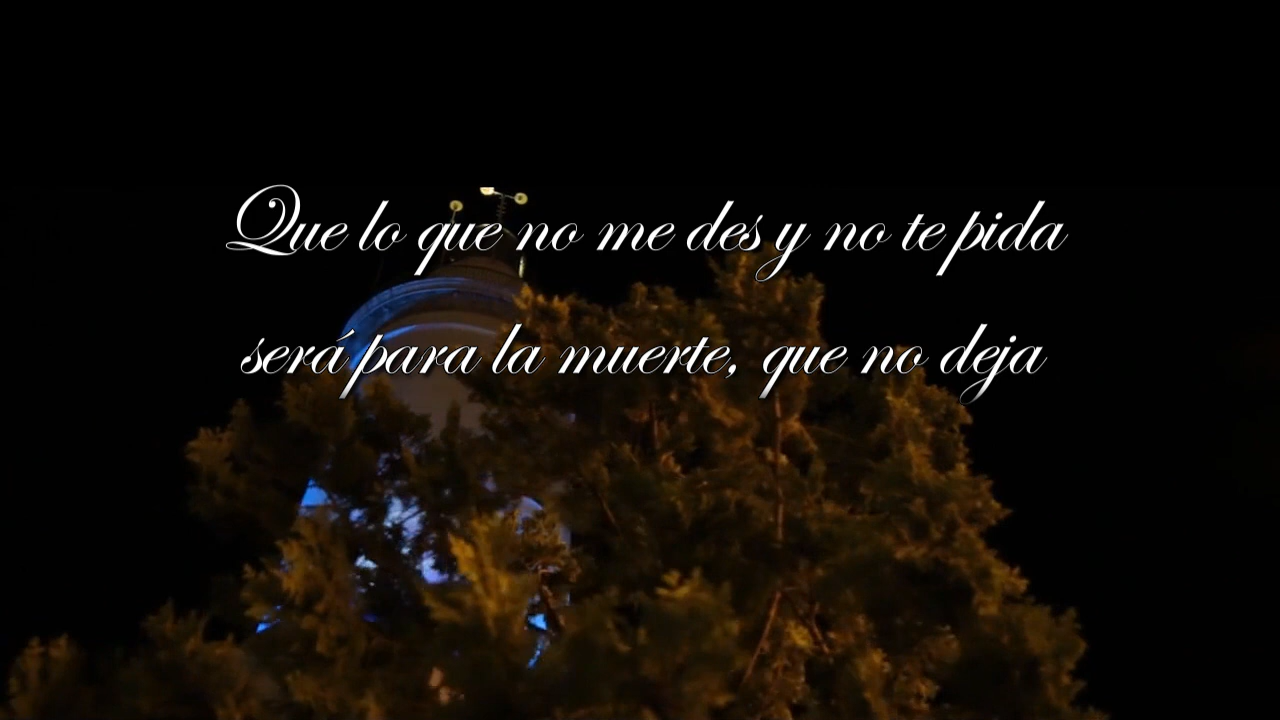 Que lo que no me des y no te pida
será para la muerte, que no deja